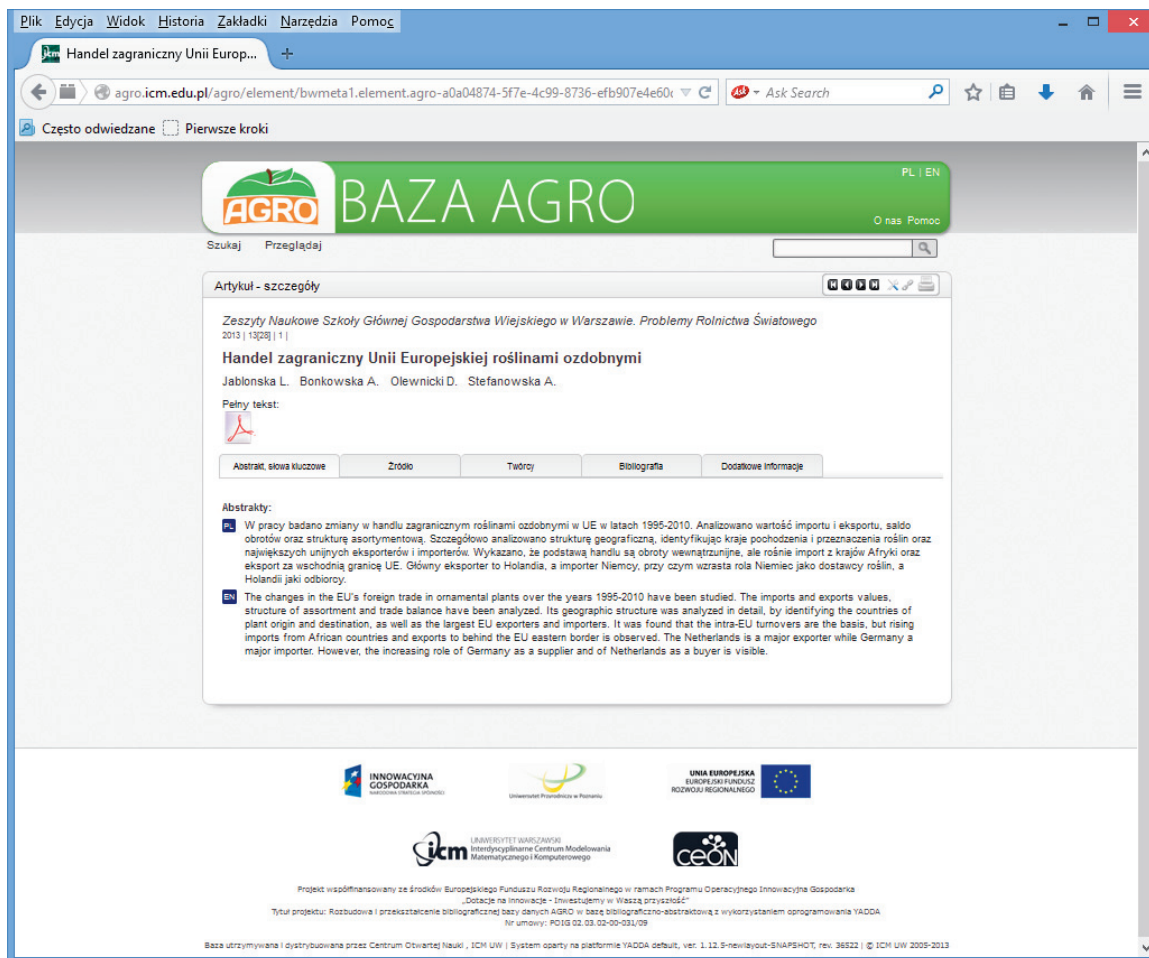 Plik Edycja Widok Historia Zakładki Narzędzia Pomoc
Handel zagraniczny Unii Europ...
agro.icm.edu.pl/agro/element/bwmeta1.element.agro-a0a04874-5f7e-4c99-8736-efb907e4e60c
Ask Search
Często odwiedzane Pierwsze kroki
PL | EN
AGRO BAZA AGRO
O nas Pomoc
Szukaj Przeglądaj
Artykuł - szczegóły
Zeszyty Naukowe Szkoły Głównej Gospodarstwa Wiejskiego w Warszawie. Problemy Rolnictwa Światowego
2013 | 13[28] | 1 |
Handel zagraniczny Unii Europejskiej roślinami ozdobnymi
Jablonska L. Bonkowska A. Olewnicki D. Stefanowska A.
Pełny tekst:
Abstrakt, słowa kluczowe Źródło Twórcy Bibliografia Dodatkowe informacje
Abstrakty:
PL W pracy badano zmiany w handlu zagranicznym roślinami ozdobnymi w UE w latach 1995-2010. Analizowano wartość importu i eksportu, saldo
obrotów oraz strukturę asortymentową. Szczegółowo analizowano strukturę geograficzną, identyfikując kraje pochodzenia i przeznaczenia roślin oraz
największych unijnych eksporterów i importerów. Wykazano, że podstawą handlu są obroty wewnątrzunijne, ale rośnie import z krajów Afryki oraz
eksport za wschodnią granicę UE. Główny eksporter to Holandia, a importer Niemcy, przy czym wzrasta rola Niemiec jako dostawcy roślin, a
Holandii jaki odbiorcy.
EN The changes in the EU's foreign trade in ornamental plants over the years 1995-2010 have been studied. The imports and exports values,
structure of assortment and trade balance have been analyzed. Its geographic structure was analyzed in detail, by identifying the countries of
plant origin and destination, as well as the largest EU exporters and importers. It was found that the intra-EU turnovers are the basis, but rising
imports from African countries and exports to behind the EU eastern border is observed. The Netherlands is a major exporter while Germany a
major importer. However, the increasing role of Germany as a supplier and of Netherlands as a buyer is visible.
INNOWACYJNA
GOSPODARKA
NARODOWA STRATEGIA SPÓJNOŚCI
Uniwersytet Przyrodniczy w Poznaniu
UNIA EUROPEJSKA
EUROPEJSKI FUNDUSZ
ROZWOJU REGIONALNEGO
icm UNIWERSYTET WARSZAWSKI
Interdyscyplinarne Centrum Modelowania
Matematycznego i Komputerowego
ceon
Projekt współfinansowany ze środków Europejskiego Funduszu Rozwoju Regionalnego w ramach Programu Operacyjnego Innowacyjna Gospodarka
„Dotacje na innowacje - Inwestujemy w Waszą przyszłość"
Tytuł projektu: Rozbudowa i przekształcenie bibliograficznej bazy danych AGRO w bazę bibliograficzno-abstraktową z wykorzystaniem oprogramowania YADDA
Nr umowy: POIG 02.03.02-00-031/09
Baza utrzymywana i dystrybuowana przez Centrum Otwartej Nauki , ICM UW | System oparty na platformie YADDA default, ver. 1.12.5-newlayout-SNAPSHOT, rev. 36522 | © ICM UW 2005-2013